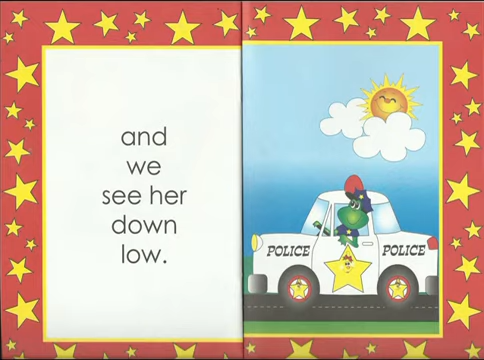 and
we
see her
down
low.
POLICE
POLICE